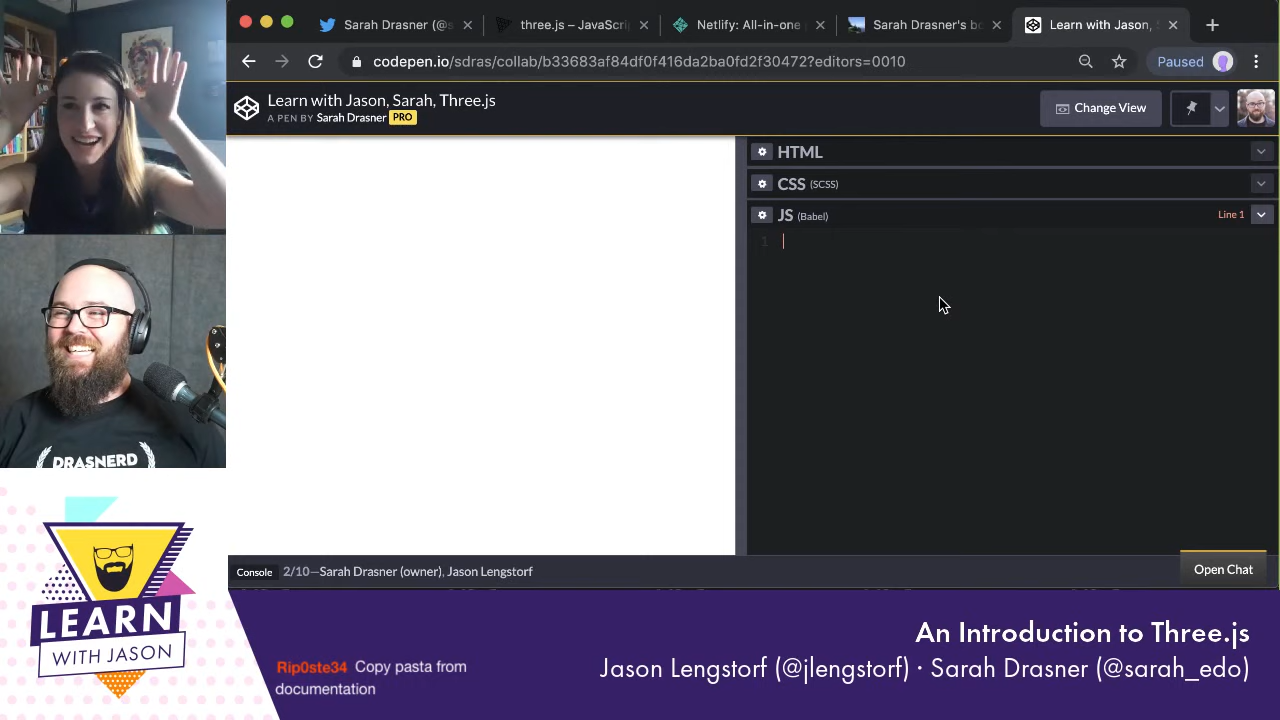 Sarah Drasner (@s
three.js – JavaScri
Netlify: All-in-one
Sarah Drasner's bo
Learn with Jason,
codepen.io/sdras/collab/b33683af84df0f416da2ba0fd2f30472?editors=0010
Paused
Learn with Jason, Sarah, Three.js
A PEN BY Sarah Drasner PRO
Change View
HTML
CSS (SCSS)
JS (Babel)
Line 1
1
DRASNERD
Console
2/10—Sarah Drasner (owner), Jason Lengstorf
Open Chat
LEARN
WITH JASON
Rip0ste34 Copy pasta from
documentation
An Introduction to Three.js
Jason Lengstorf (@jlengstorf) · Sarah Drasner (@sarah_edo)